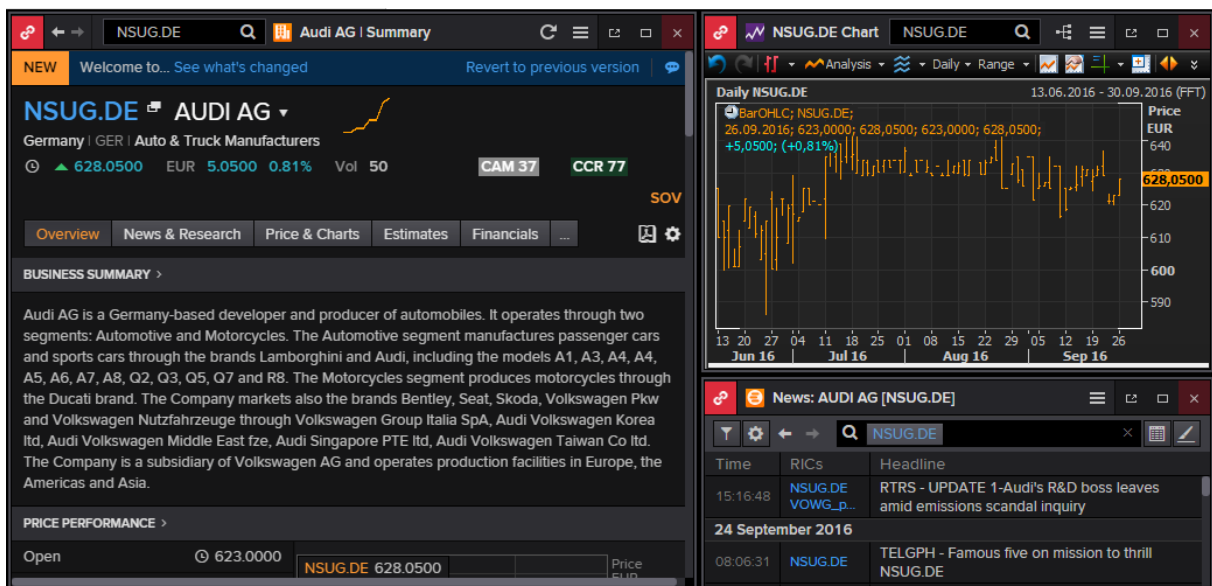 NSUG.DE
Audi AG | Summary
NEW Welcome to... See what's changed Revert to previous version
NSUG.DE AUDI AG
Germany | GER | Auto & Truck Manufacturers
628.0500 EUR 5.0500 0.81% Vol 50 CAM 37 CCR 77
SOV
Overview News & Research Price & Charts Estimates Financials ...
BUSINESS SUMMARY >
Audi AG is a Germany-based developer and producer of automobiles. It operates through two
segments: Automotive and Motorcycles. The Automotive segment manufactures passenger cars
and sports cars through the brands Lamborghini and Audi, including the models A1, A3, A4, A4,
A5, A6, A7, A8, Q2, Q3, Q5, Q7 and R8. The Motorcycles segment produces motorcycles through
the Ducati brand. The Company markets also the brands Bentley, Seat, Skoda, Volkswagen Pkw
and Volkswagen Nutzfahrzeuge through Volkswagen Group Italia SpA, Audi Volkswagen Korea
ltd, Audi Volkswagen Middle East fze, Audi Singapore PTE ltd, Audi Volkswagen Taiwan Co ltd.
The Company is a subsidiary of Volkswagen AG and operates production facilities in Europe, the
Americas and Asia.
PRICE PERFORMANCE >
Open 623.0000
NSUG.DE 628.0500
Price
EUR
NSUG.DE Chart NSUG.DE
Analysis Daily Range
Daily NSUG.DE 13.06.2016 - 30.09.2016 (FFT)
BarOHLC; NSUG.DE;
26.09.2016; 623,0000; 628,0500; 623,0000; 628,0500;
+5,0500; (+0,81%)
Price
EUR
640
628,0500
620
610
600
590
13 20 27 04 11 18 25 01 08 15 22 29 05 12 19 26
Jun 16 Jul 16 Aug 16 Sep 16
News: AUDI AG [NSUG.DE]
NSUG.DE
Time RICs Headline
15:16:48 NSUG.DE RTRS - UPDATE 1-Audi's R&D boss leaves
VOWG_p... amid emissions scandal inquiry
24 September 2016
08:06:31 NSUG.DE TELGPH - Famous five on mission to thrill
NSUG.DE